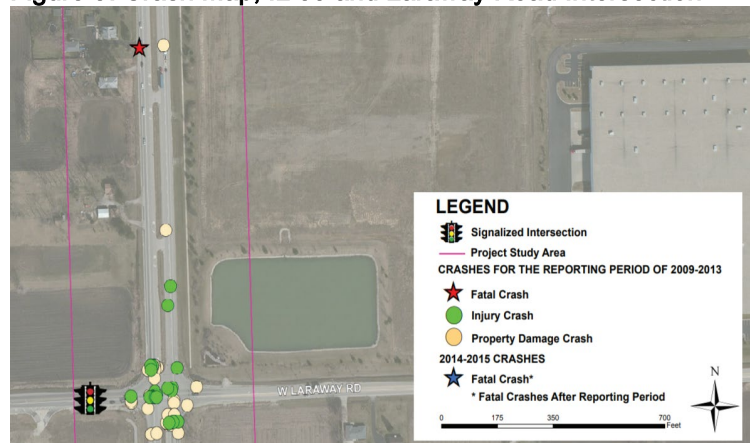 W LARAWAY RD
LEGEND
Signalized Intersection
Project Study Area
CRASHES FOR THE REPORTING PERIOD OF 2009-2013
Fatal Crash
Injury Crash
Property Damage Crash
2014-2015 CRASHES
Fatal Crash*
* Fatal Crashes After Reporting Period
N
0 175 350 700
Feet